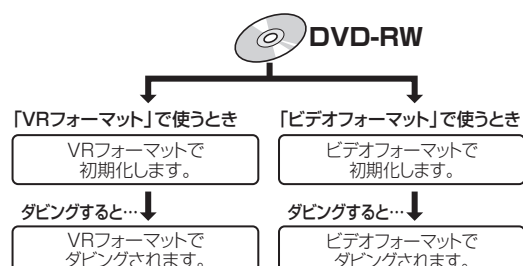 DVD-RW
「VRフォーマット」で使うとき
VRフォーマットで
初期化します。
ダビングすると…
VRフォーマットで
ダビングされます。
「ビデオフォーマット」で使うとき
ビデオフォーマットで
初期化します。
ダビングすると…
ビデオフォーマットで
ダビングされます。